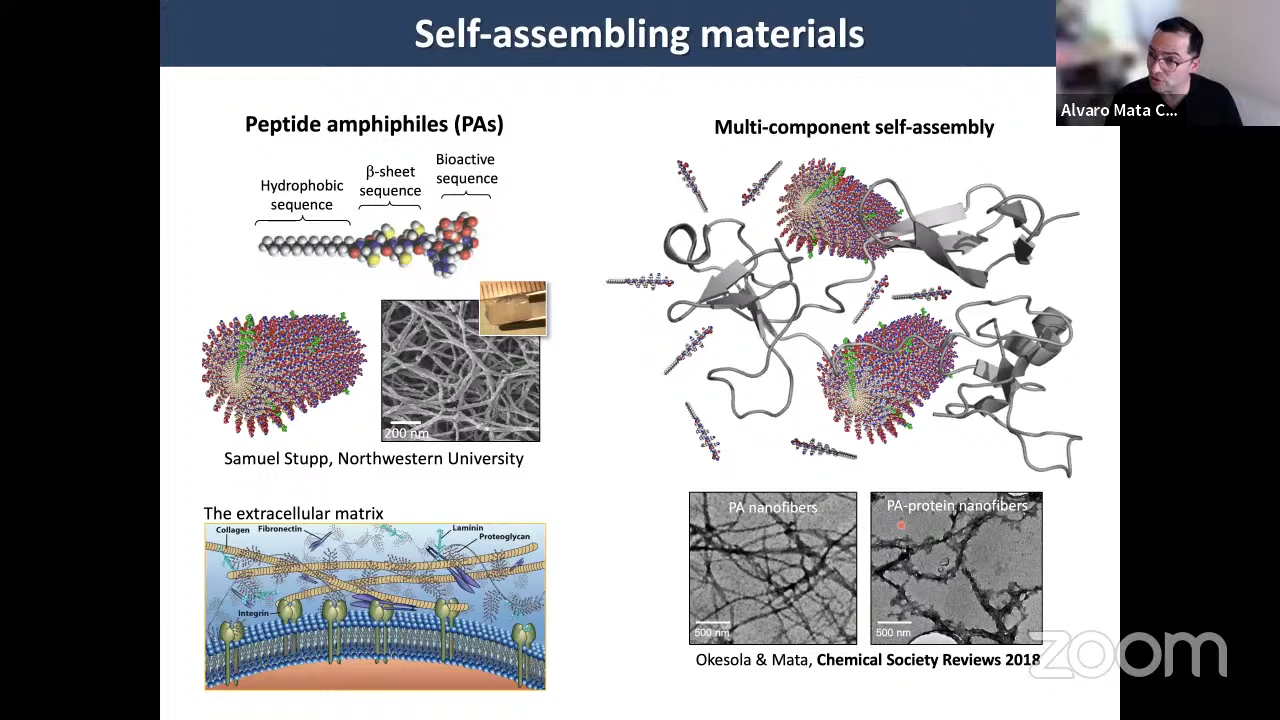 Self-assembling materials
Alvaro Mata C...
Peptide amphiphiles (PAs)
Hydrophobic
sequence
β-sheet
sequence
Bioactive
sequence
200 nm
Samuel Stupp, Northwestern University
The extracellular matrix
Collagen
Fibronectin
Laminin
Proteoglycan
Integrin
Multi-component self-assembly
PA nanofibers
500 nm
PA-protein nanofibers
500 nm
Okesola & Mata, Chemical Society Reviews 2018
zoom